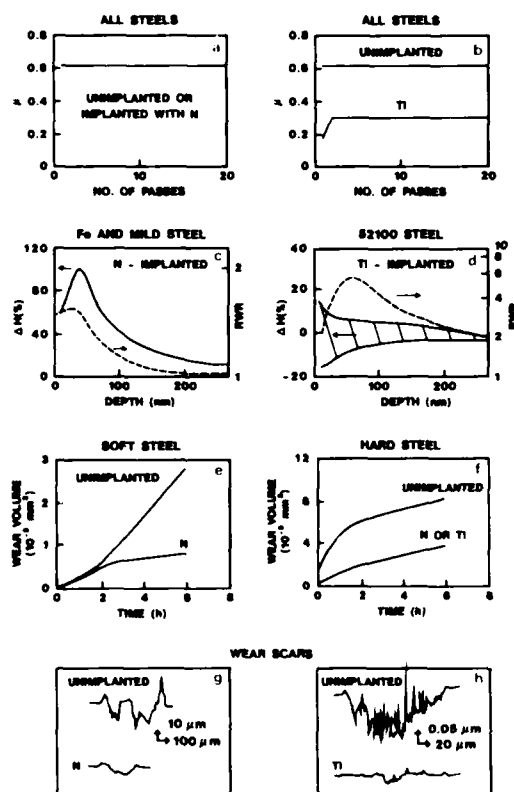 ALL STEELS
a
0.8
0.6
0.4
0.2
0
μ
UNIMPLANTED OR
IMPLANTED WITH N
0 10 20
NO. OF PASSES
ALL STEELS
b
0.8
0.6
0.4
0.2
0
μ
UNIMPLANTED
TI
0 10 20
NO. OF PASSES
Fe AND MILD STEEL
c
N - IMPLANTED
120
80
40
0
ΔH(%)
2
1
RWR
0 100 200
DEPTH (nm)
52100 STEEL
d
TI - IMPLANTED
40
20
0
-20
ΔH(%)
10
8
6
4
2
1
RWR
0 100 200
DEPTH (nm)
SOFT STEEL
e
UNIMPLANTED
N
3
2
1
0
WEAR VOLUME
0 2 4 6 8
TIME (h)
HARD STEEL
f
UNIMPLANTED
N OR TI
12
8
4
0
WEAR VOLUME
0 2 4 6 8
TIME (h)
WEAR SCARS
UNIMPLANTED
g
10 μm
100 μm
N
UNIMPLANTED
h
0.05 μm
20 μm
TI